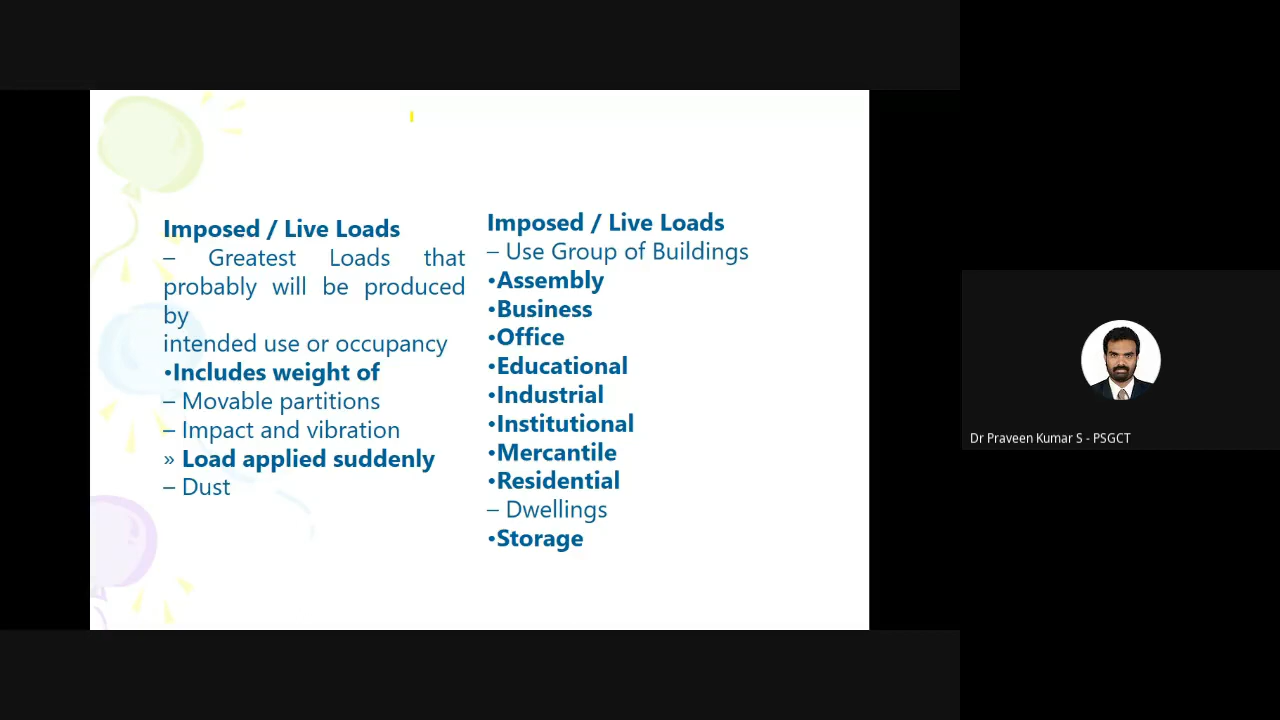 Imposed / Live Loads
– Greatest Loads that
probably will be produced
by
intended use or occupancy
•Includes weight of
– Movable partitions
– Impact and vibration
» Load applied suddenly
– Dust
Imposed / Live Loads
– Use Group of Buildings
•Assembly
•Business
•Office
•Educational
•Industrial
•Institutional
•Mercantile
•Residential
– Dwellings
•Storage
Dr Praveen Kumar S - PSGCT